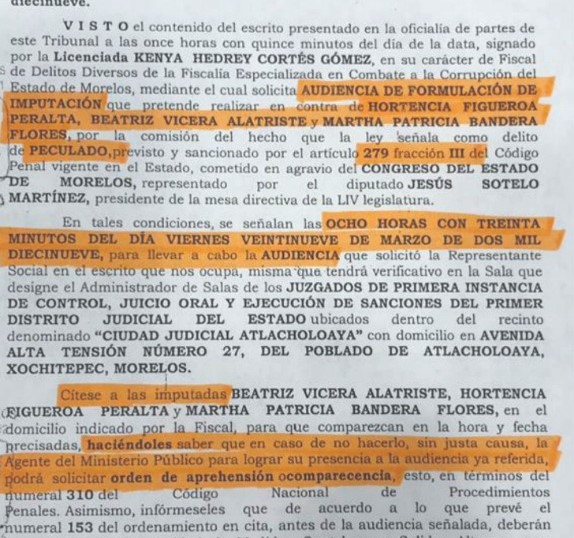 diecinueve.
V I S T O el contenido del escrito presentado en la oficialía de partes de
este Tribunal a las once horas con quince minutos del día de la data, signado
por la Licenciada KENYA HEDREY CORTÉS GÓMEZ, en su carácter de Fiscal
de Delitos Diversos de la Fiscalía Especializada en Combate a la Corrupción del
Estado de Morelos, mediante el cual solicita AUDIENCIA DE FORMULACIÓN DE
IMPUTACIÓN que pretende realizar en contra de HORTENCIA FIGUEROA
PERALTA, BEATRIZ VICERA ALATRISTE y MARTHA PATRICIA BANDERA
FLORES, por la comisión del hecho que la ley señala como delito
de PECULADO, previsto y sancionado por el artículo 279 fracción III del Código
Penal vigente en el Estado, cometido en agravio del CONGRESO DEL ESTADO
DE MORELOS, representado por el diputado JESÚS SOTELO
MARTÍNEZ, presidente de la mesa directiva de la LIV legislatura.
En tales condiciones, se señalan las OCHO HORAS CON TREINTA
MINUTOS DEL DÍA VIERNES VEINTINUEVE DE MARZO DE DOS MIL
DIECINUEVE, para llevar a cabo la AUDIENCIA que solicitó la Representante
Social en el escrito que nos ocupa, misma que tendrá verificativo en la Sala que
designe el Administrador de Salas de los JUZGADOS DE PRIMERA INSTANCIA
DE CONTROL, JUICIO ORAL Y EJECUCIÓN DE SANCIONES DEL PRIMER
DISTRITO JUDICIAL DEL ESTADO ubicados dentro del recinto
denominado "CIUDAD JUDICIAL ATLACHOLOAYA" con domicilio en AVENIDA
ALTA TENSIÓN NÚMERO 27, DEL POBLADO DE ATLACHOLOAYA,
XOCHITEPEC, MORELOS.
Cítese a las imputadas BEATRIZ VICERA ALATRISTE, HORTENCIA
FIGUEROA PERALTA y MARTHA PATRICIA BANDERA FLORES, en el
domicilio indicado por la Fiscal, para que comparezcan en la hora y fecha
precisadas, haciéndoles saber que en caso de no hacerlo, sin justa causa, la
Agente del Ministerio Público para lograr su presencia a la audiencia ya referida,
podrá solicitar orden de aprehensión ocomparecencia, esto, en términos del
numeral 310 del Código Nacional de Procedimientos
Penales. Asimismo, infórmeseles que de acuerdo a lo que prevé el
numeral 153 del ordenamiento en cita, antes de la audiencia señalada, deberán